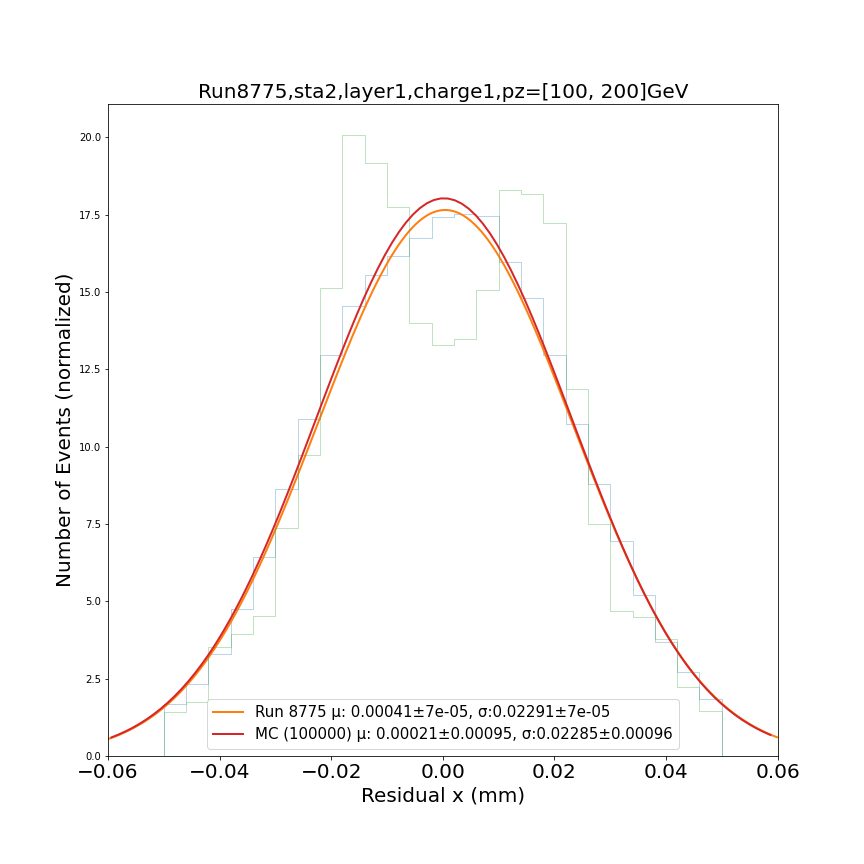 Run8775,sta2,layer1,charge1,pz=[100, 200]GeV
Number of Events (normalized)
20.0
17.5
15.0
12.5
10.0
7.5
5.0
2.5
0.0
Run 8775 μ: 0.00041±7e-05, σ:0.02291±7e-05
MC (100000) μ: 0.00021±0.00095, σ:0.02285±0.00096
−0.06 −0.04 −0.02 0.00 0.02 0.04 0.06
Residual x (mm)